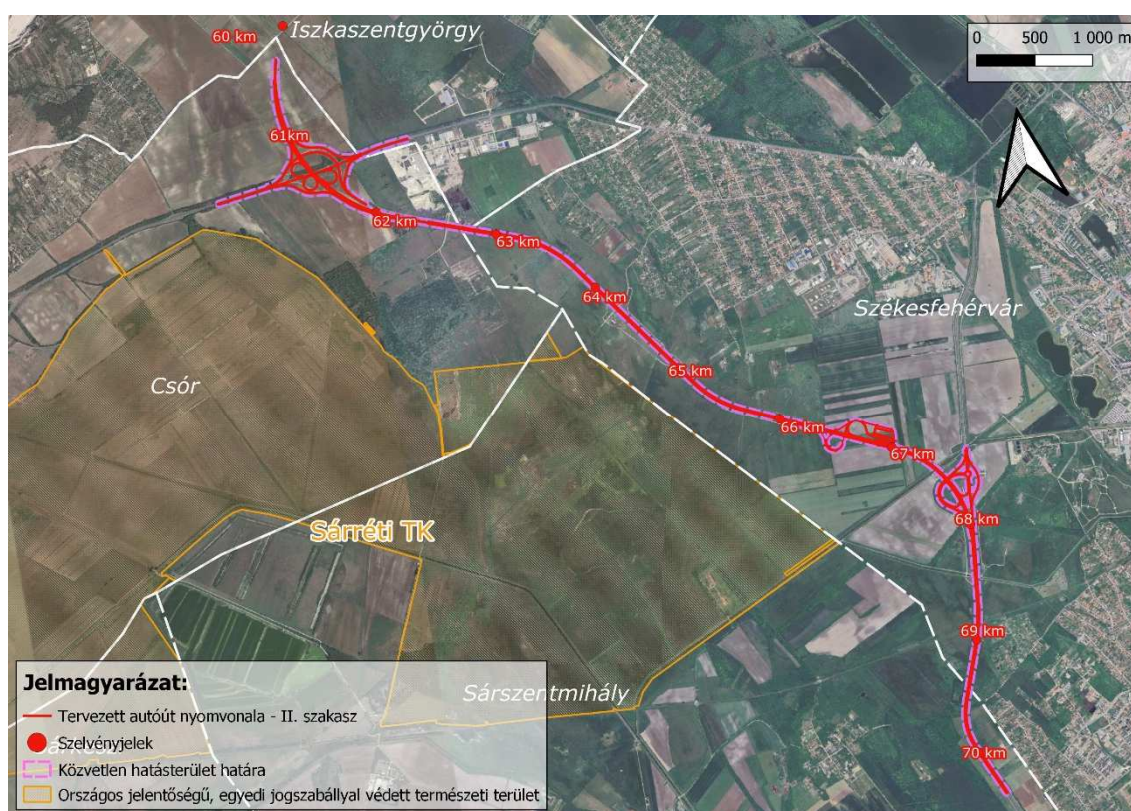 Iszkaszentgyörgy
60 km
0 500 1 000 m
61km
62 km
63 km
64 km
Székesfehérvár
65 km
Csór
66 km
67 km
68 km
Sárréti TK
69 km
Sárszentmihály
70 km
Jelmagyarázat:
Tervezett autóút nyomvonala - II. szakasz
Szelvényjelek
Közvetlen hatásterület határa
Országos jelentőségű, egyedi jogszabállyal védett természeti terület